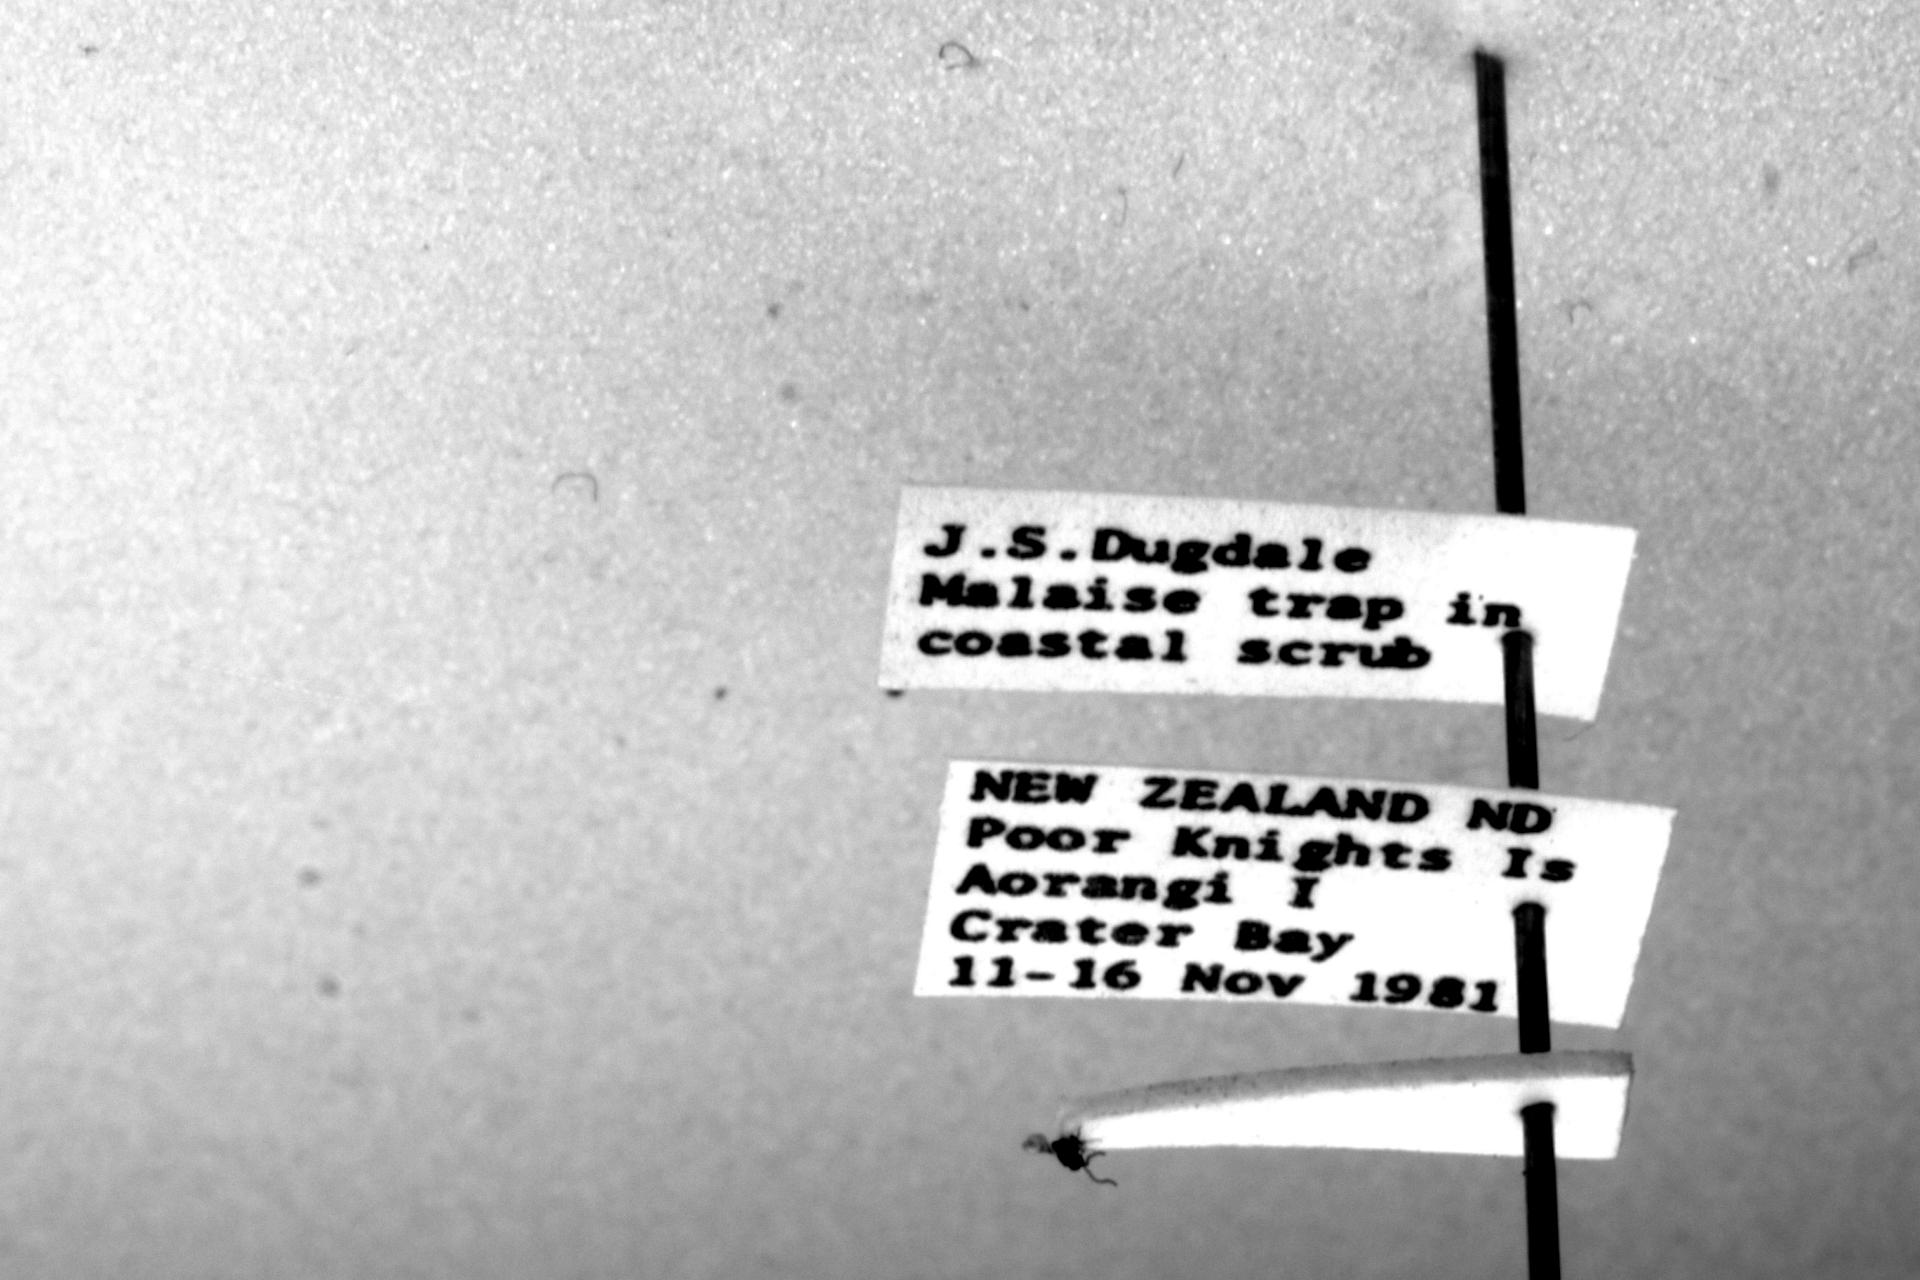 J.S.Dugdale
Malaise trap in
coastal scrub
NEW ZEALAND ND
Poor Knights Is
Aorangi I
Crater Bay
11-16 Nov 1981